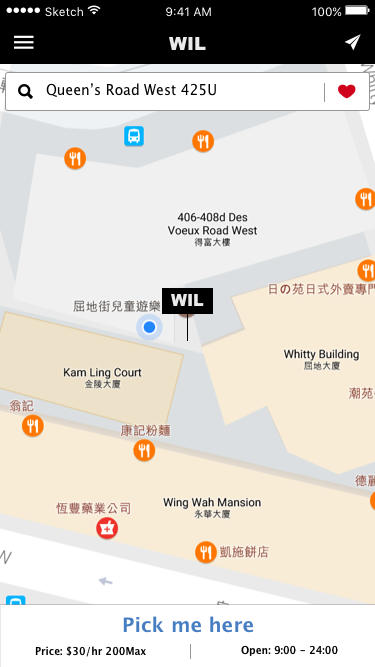 Sketch 9:41 AM 100%
WIL
Queen's Road West 425U
406-408d Des
Voeux Road West
得富大樓
日の苑日式外賣專門
屈地街兒童遊樂
WIL
Whitty Building
屈地大廈
Kam Ling Court
金陵大廈
潮苑
翁記
康記粉麵
德麗
Wing Wah Mansion
永華大廈
恆豐藥業公司
凱施餅店
Pick me here
Price: $30/hr 200Max
Open: 9:00 - 24:00